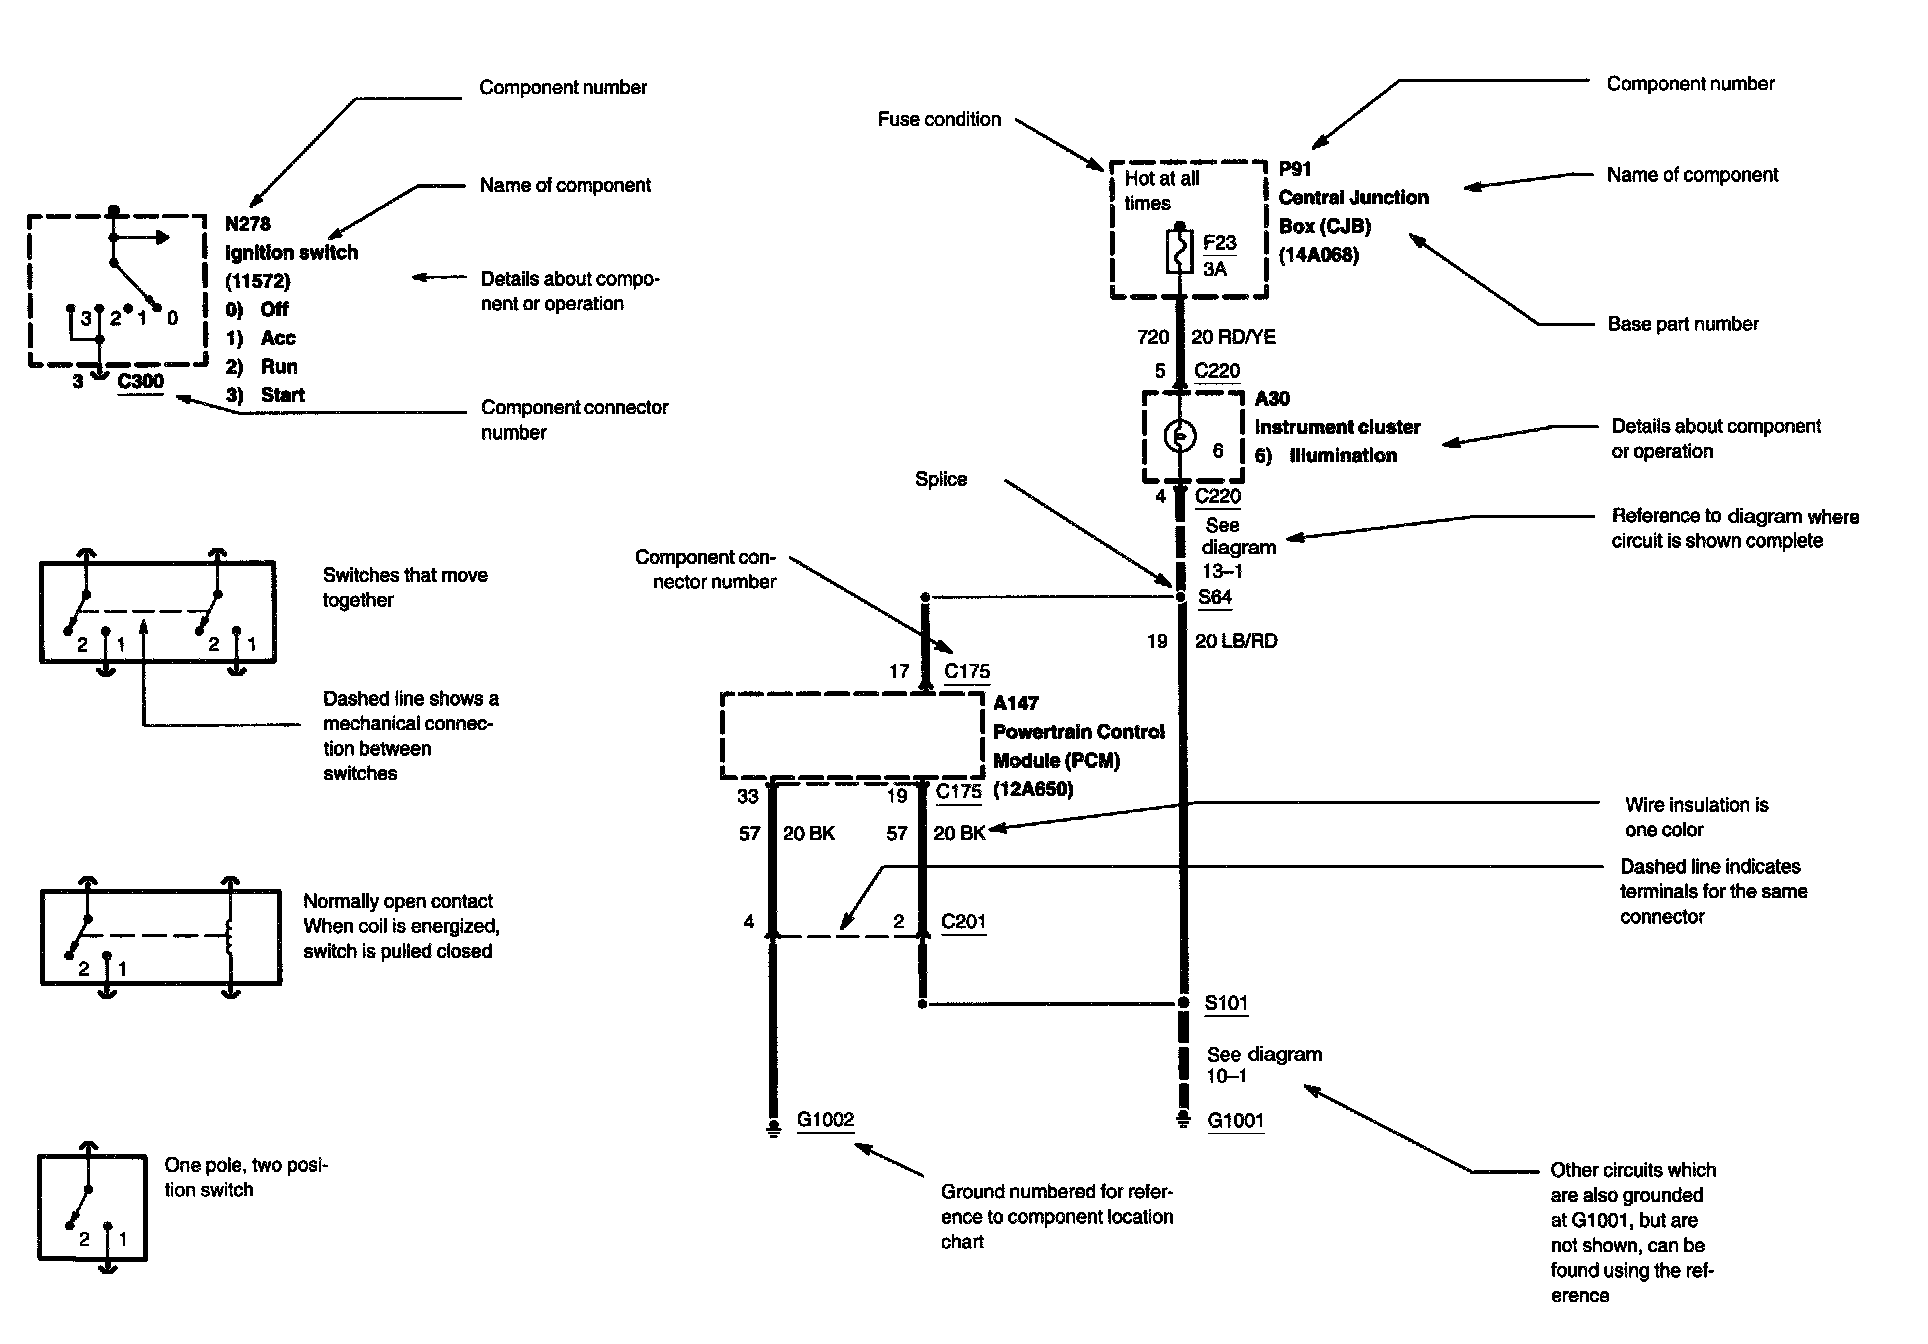 Component number
Name of component
N278
Ignition switch
(11572)
0) Off
1) Acc
2) Run
3) Start
3 2 1 0
3 C300
Details about compo-
nent or operation
Component connector
number
Switches that move
together
2 1 2 1
Dashed line shows a
mechanical connec-
tion between
switches
Normally open contact
When coil is energized,
switch is pulled closed
2 1
One pole, two posi-
tion switch
2 1
Fuse condition
Component number
Hot at all
times
F23
3A
P91
Central Junction
Box (CJB)
(14A068)
Name of component
Base part number
720 20 RD/YE
5 C220
A30
Instrument cluster
6) Illumination
6
Details about component
or operation
4 C220
See
diagram
13–1
Reference to diagram where
circuit is shown complete
Splice
S64
19 20 LB/RD
Component con-
nector number
17 C175
A147
Powertrain Control
Module (PCM)
(12A650)
33 19 C175
57 20 BK 57 20 BK
Wire insulation is
one color
Dashed line indicates
terminals for the same
connector
4 2 C201
S101
See diagram
10–1
G1002
G1001
Ground numbered for refer-
ence to component location
chart
Other circuits which
are also grounded
at G1001, but are
not shown, can be
found using the ref-
erence